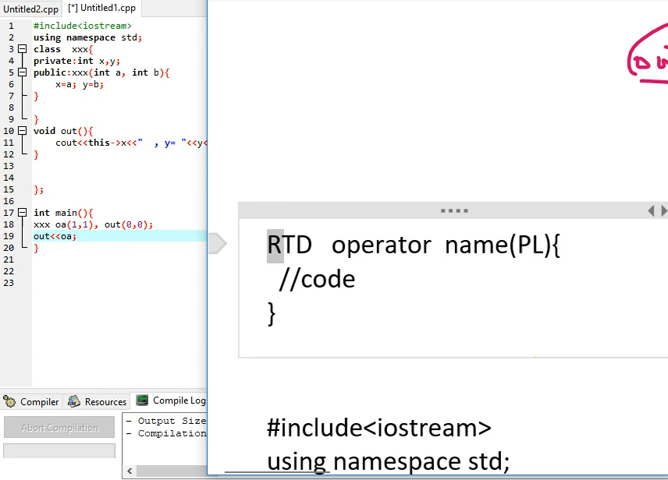 Untitled2.cpp [*] Untitled1.cpp
1 #include<iostream>
2 using namespace std;
3 class xxx{
4 private:int x,y;
5 public:xxx(int a, int b){
6 x=a; y=b;
7 }
8
9 }
10 void out(){
11 cout<<this->x<<" , y= "<<y<
12 }
13
14
15 };
16
17 int main(){
18 xxx oa(1,1), out(0,0);
19 out<<oa;
20 }
21
22
23
RTD operator name(PL){
//code
}
#include<iostream>
using namespace std;
Compiler Resources Compile Log
Abort Compilation
- Output Size
- Compilation